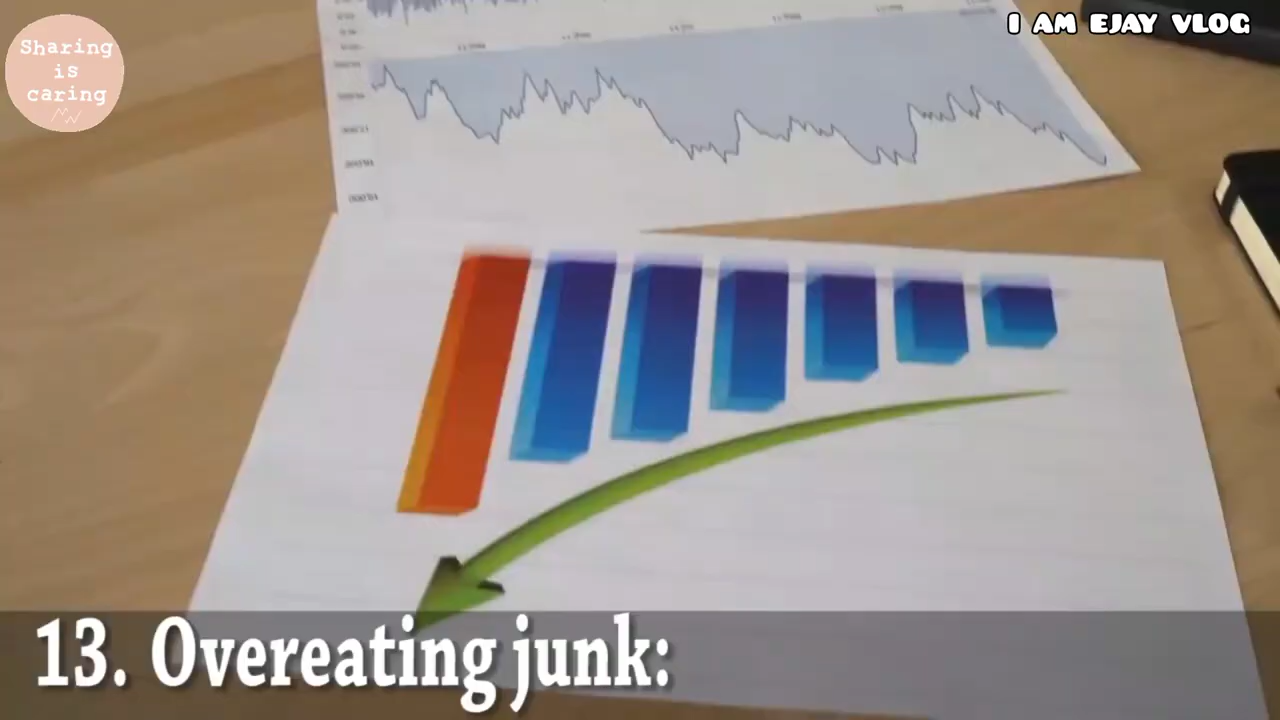 Sharing
is
caring
I AM EJAY VLOG
13. Overeating junk: